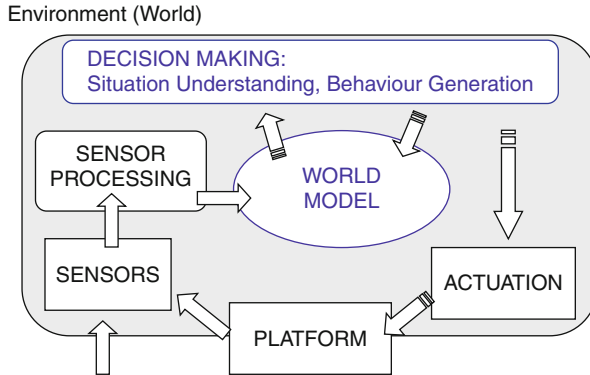 Environment (World)
DECISION MAKING:
Situation Understanding, Behaviour Generation
SENSOR
PROCESSING
WORLD
MODEL
SENSORS
ACTUATION
PLATFORM